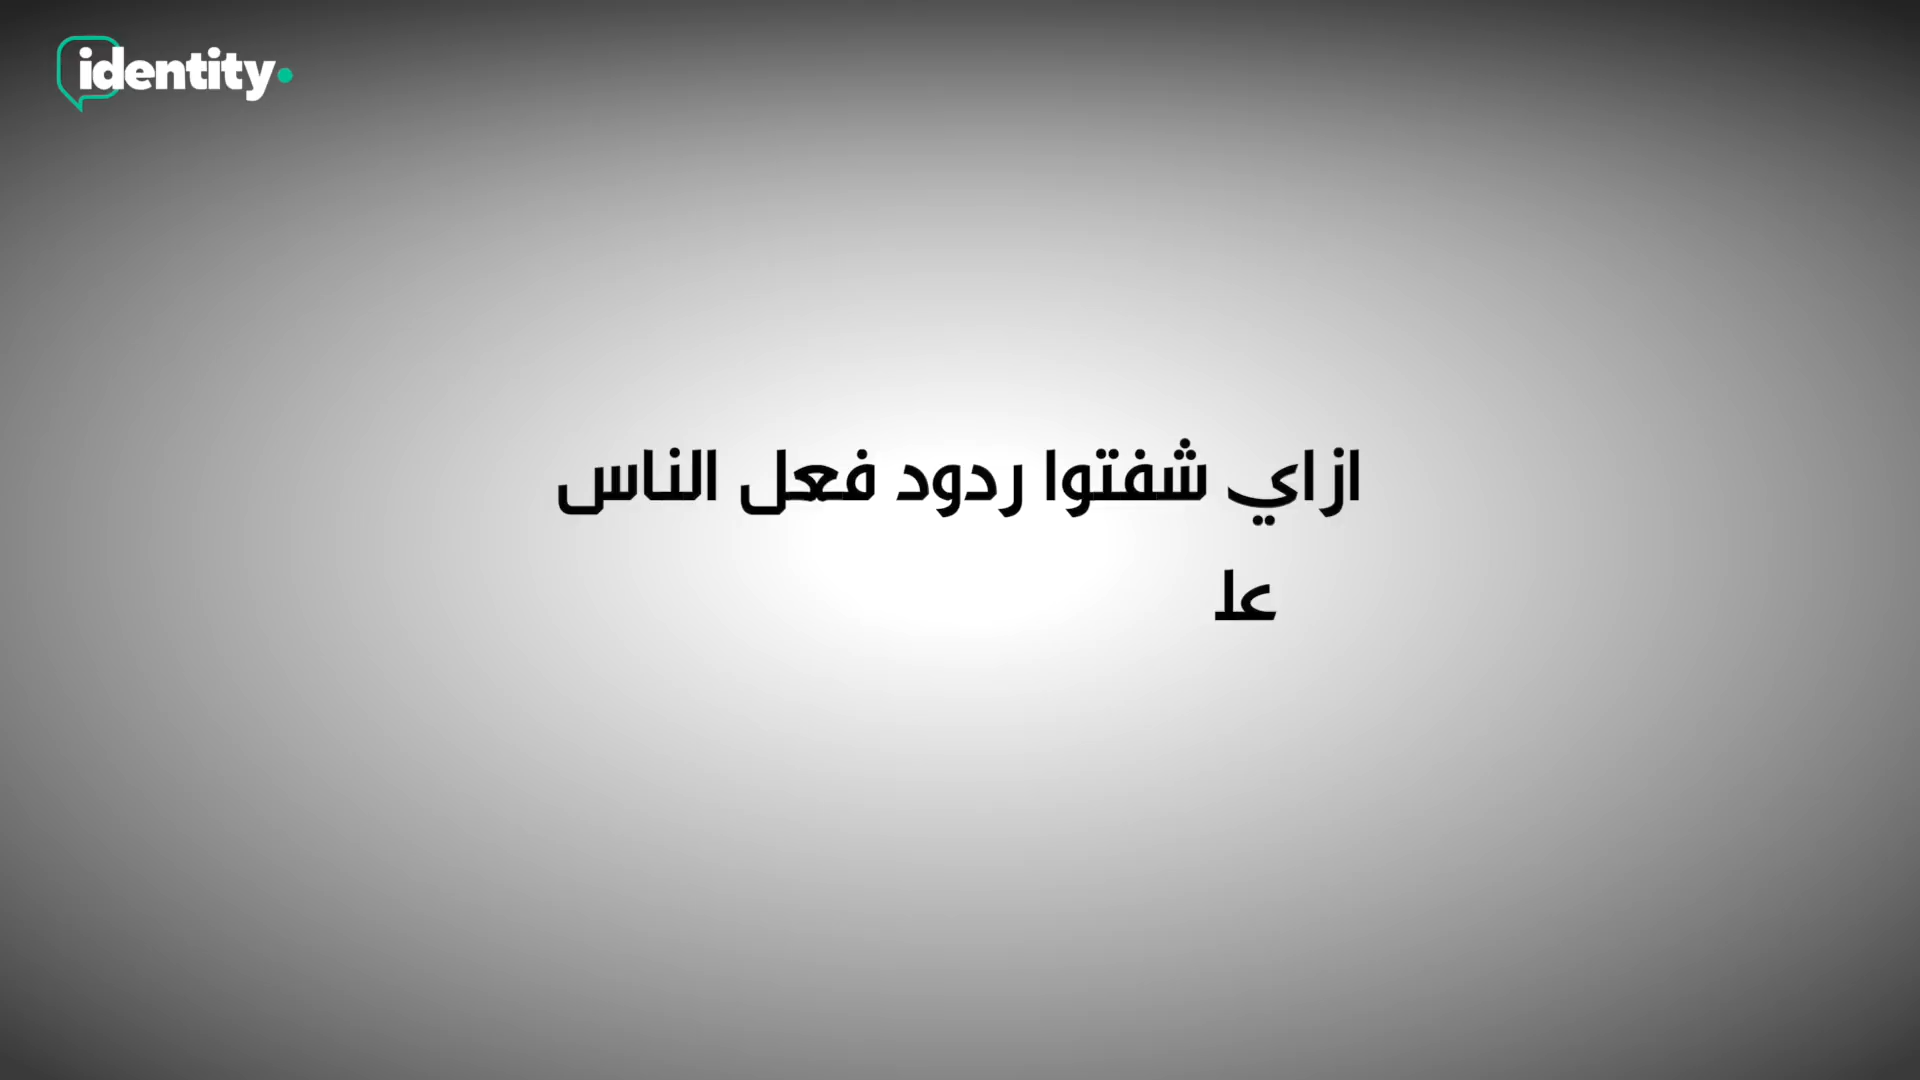 identity
ازاي شفتوا ردود فعل الناس
عل